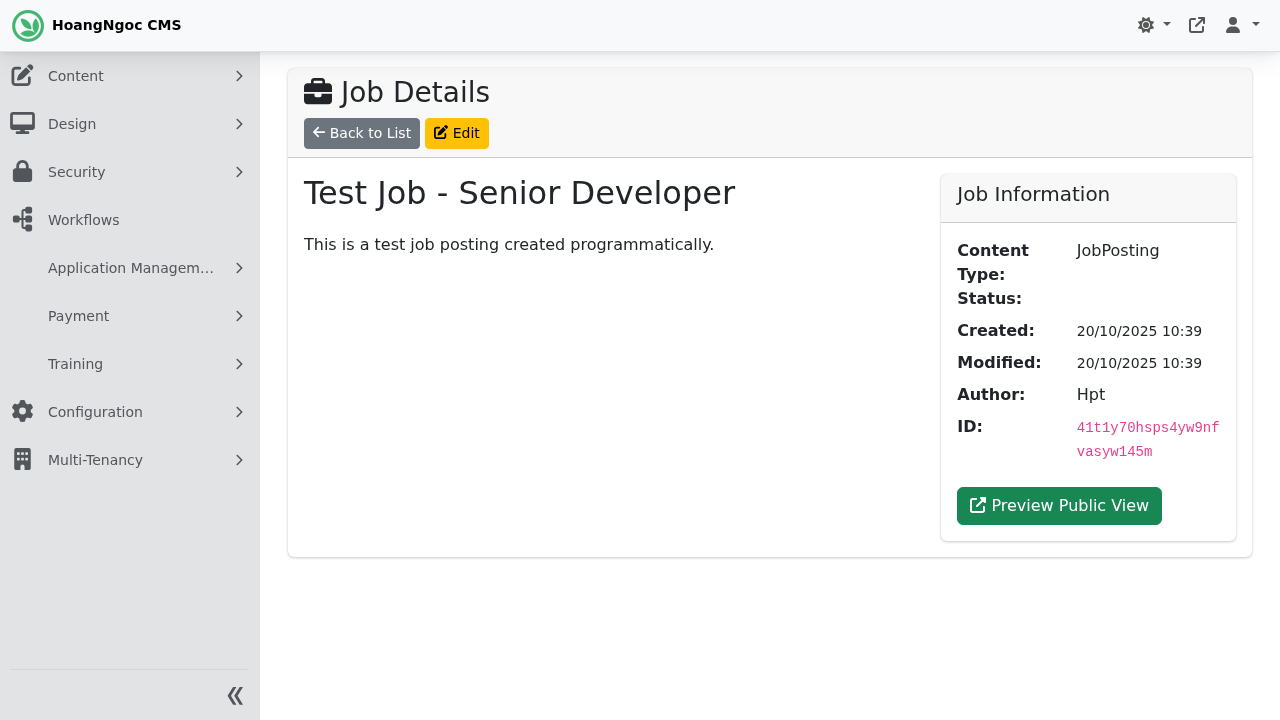 HoangNgoc CMS
Content
Design
Security
Workflows
Application Managem...
Payment
Training
Configuration
Multi-Tenancy
Job Details
Back to List
Edit
Test Job - Senior Developer
This is a test job posting created programmatically.
Job Information
Content JobPosting
Type:
Status:
Created: 20/10/2025 10:39
Modified: 20/10/2025 10:39
Author: Hpt
ID: 41t1y70hsps4yw9nf
vasyw145m
Preview Public View